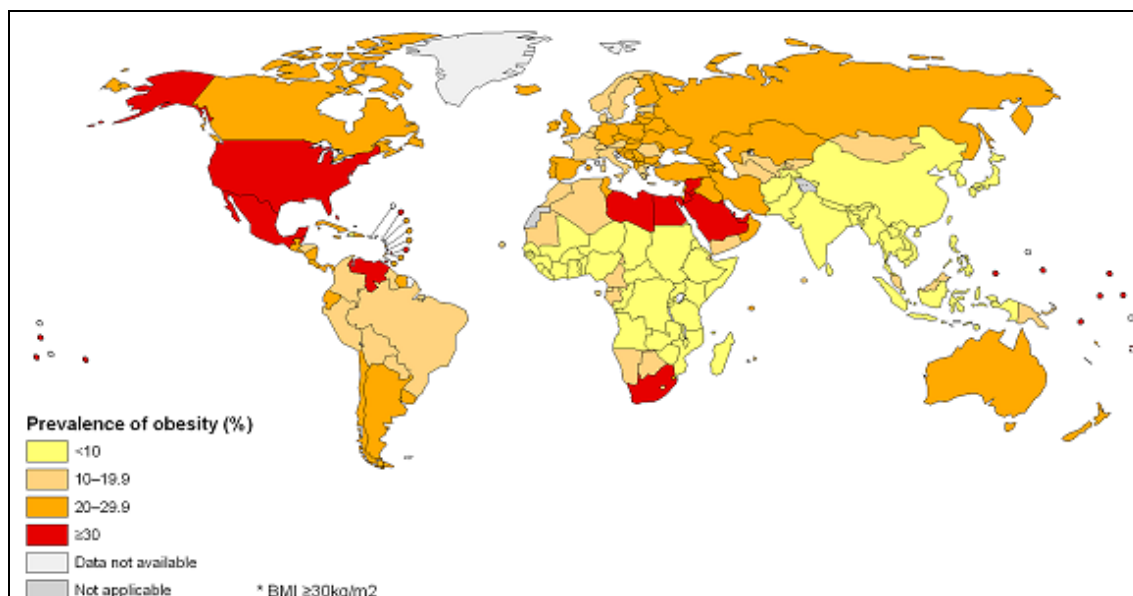 Prevalence of obesity (%)
<10
10–19.9
20–29.9
≥30
Data not available
Not applicable * BMI ≥30kg/m2